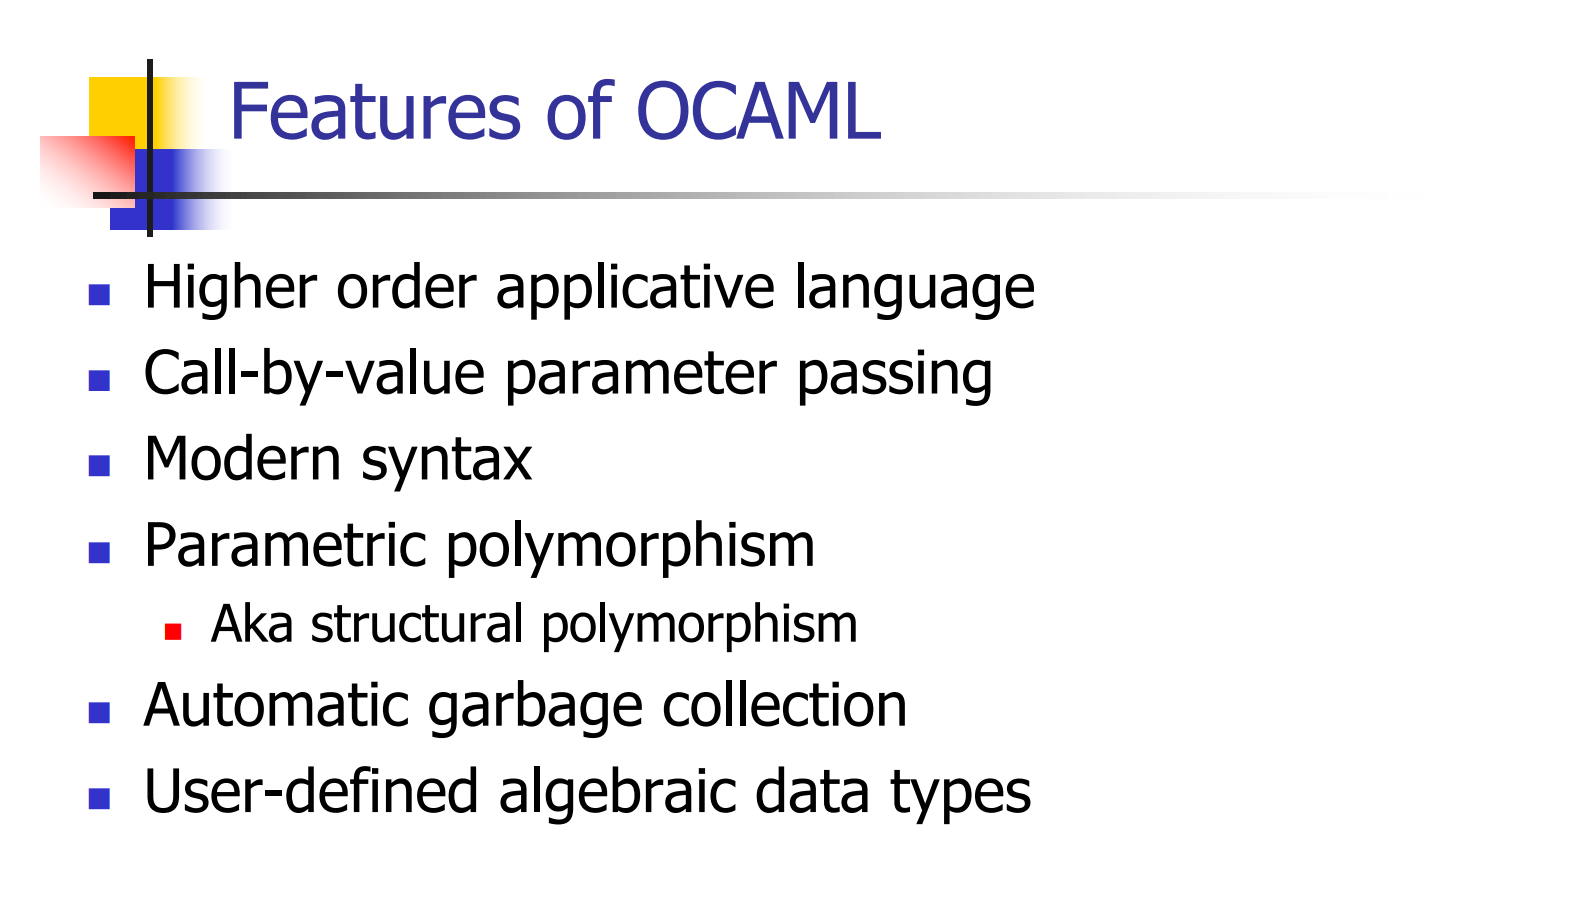 Features of OCAML
Higher order applicative language
Call-by-value parameter passing
Modern syntax
Parametric polymorphism
Aka structural polymorphism
Automatic garbage collection
User-defined algebraic data types